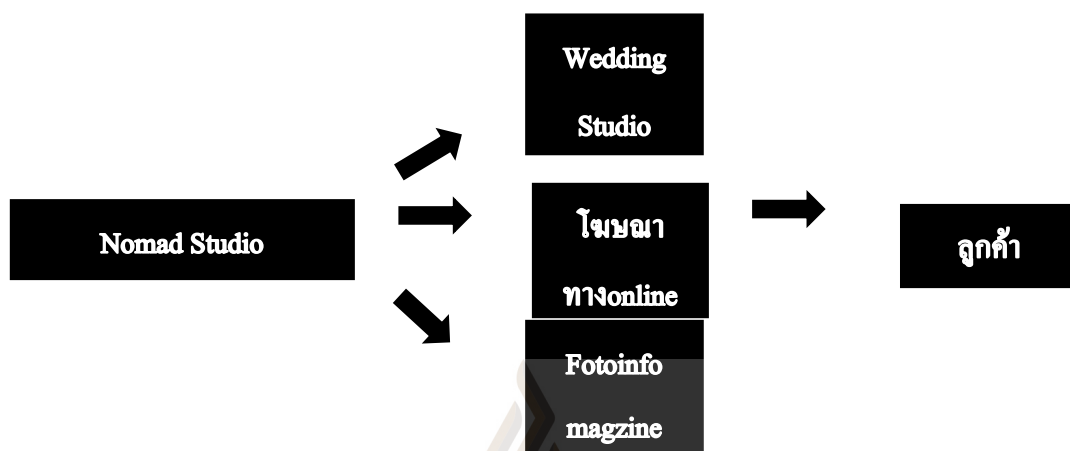 Wedding
Studio
Nomad Studio
โฆษณา
ทางonline
ลูกค้า
Fotoinfo
magzine